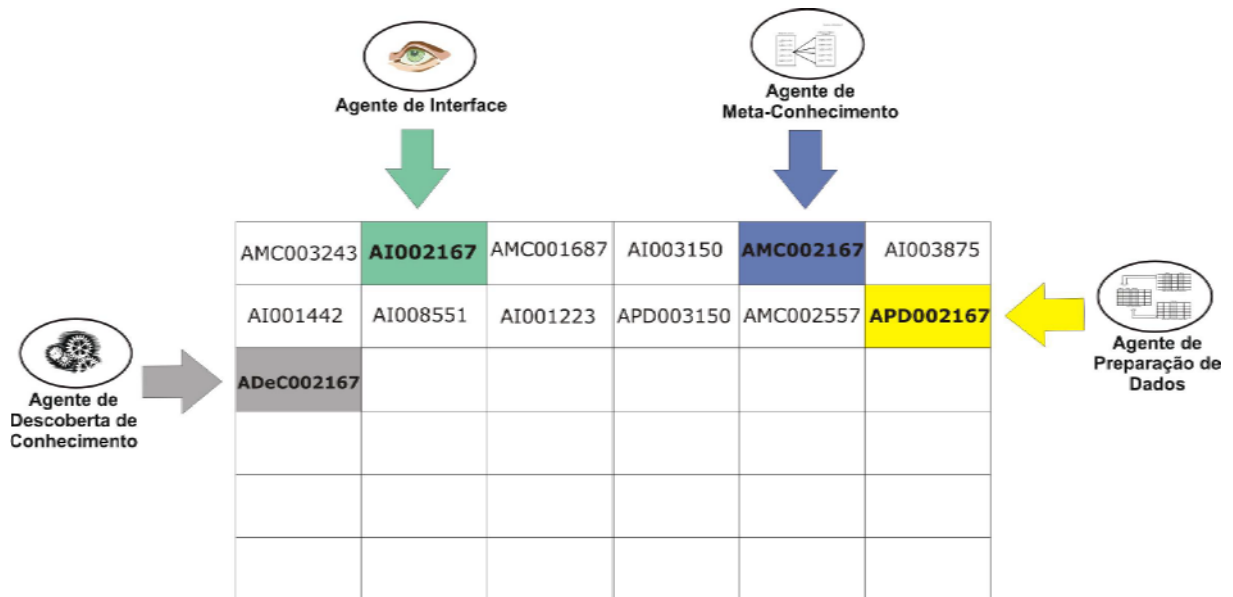 Agente de Interface
Agente de
Meta-Conhecimento
AMC003243 AI002167 AMC001687 AI003150 AMC002167 AI003875
AI001442 AI008551 AI001223 APD003150 AMC002557 APD002167
Agente de
Preparação de
Dados
ADeC002167
Agente de
Descoberta de
Conhecimento